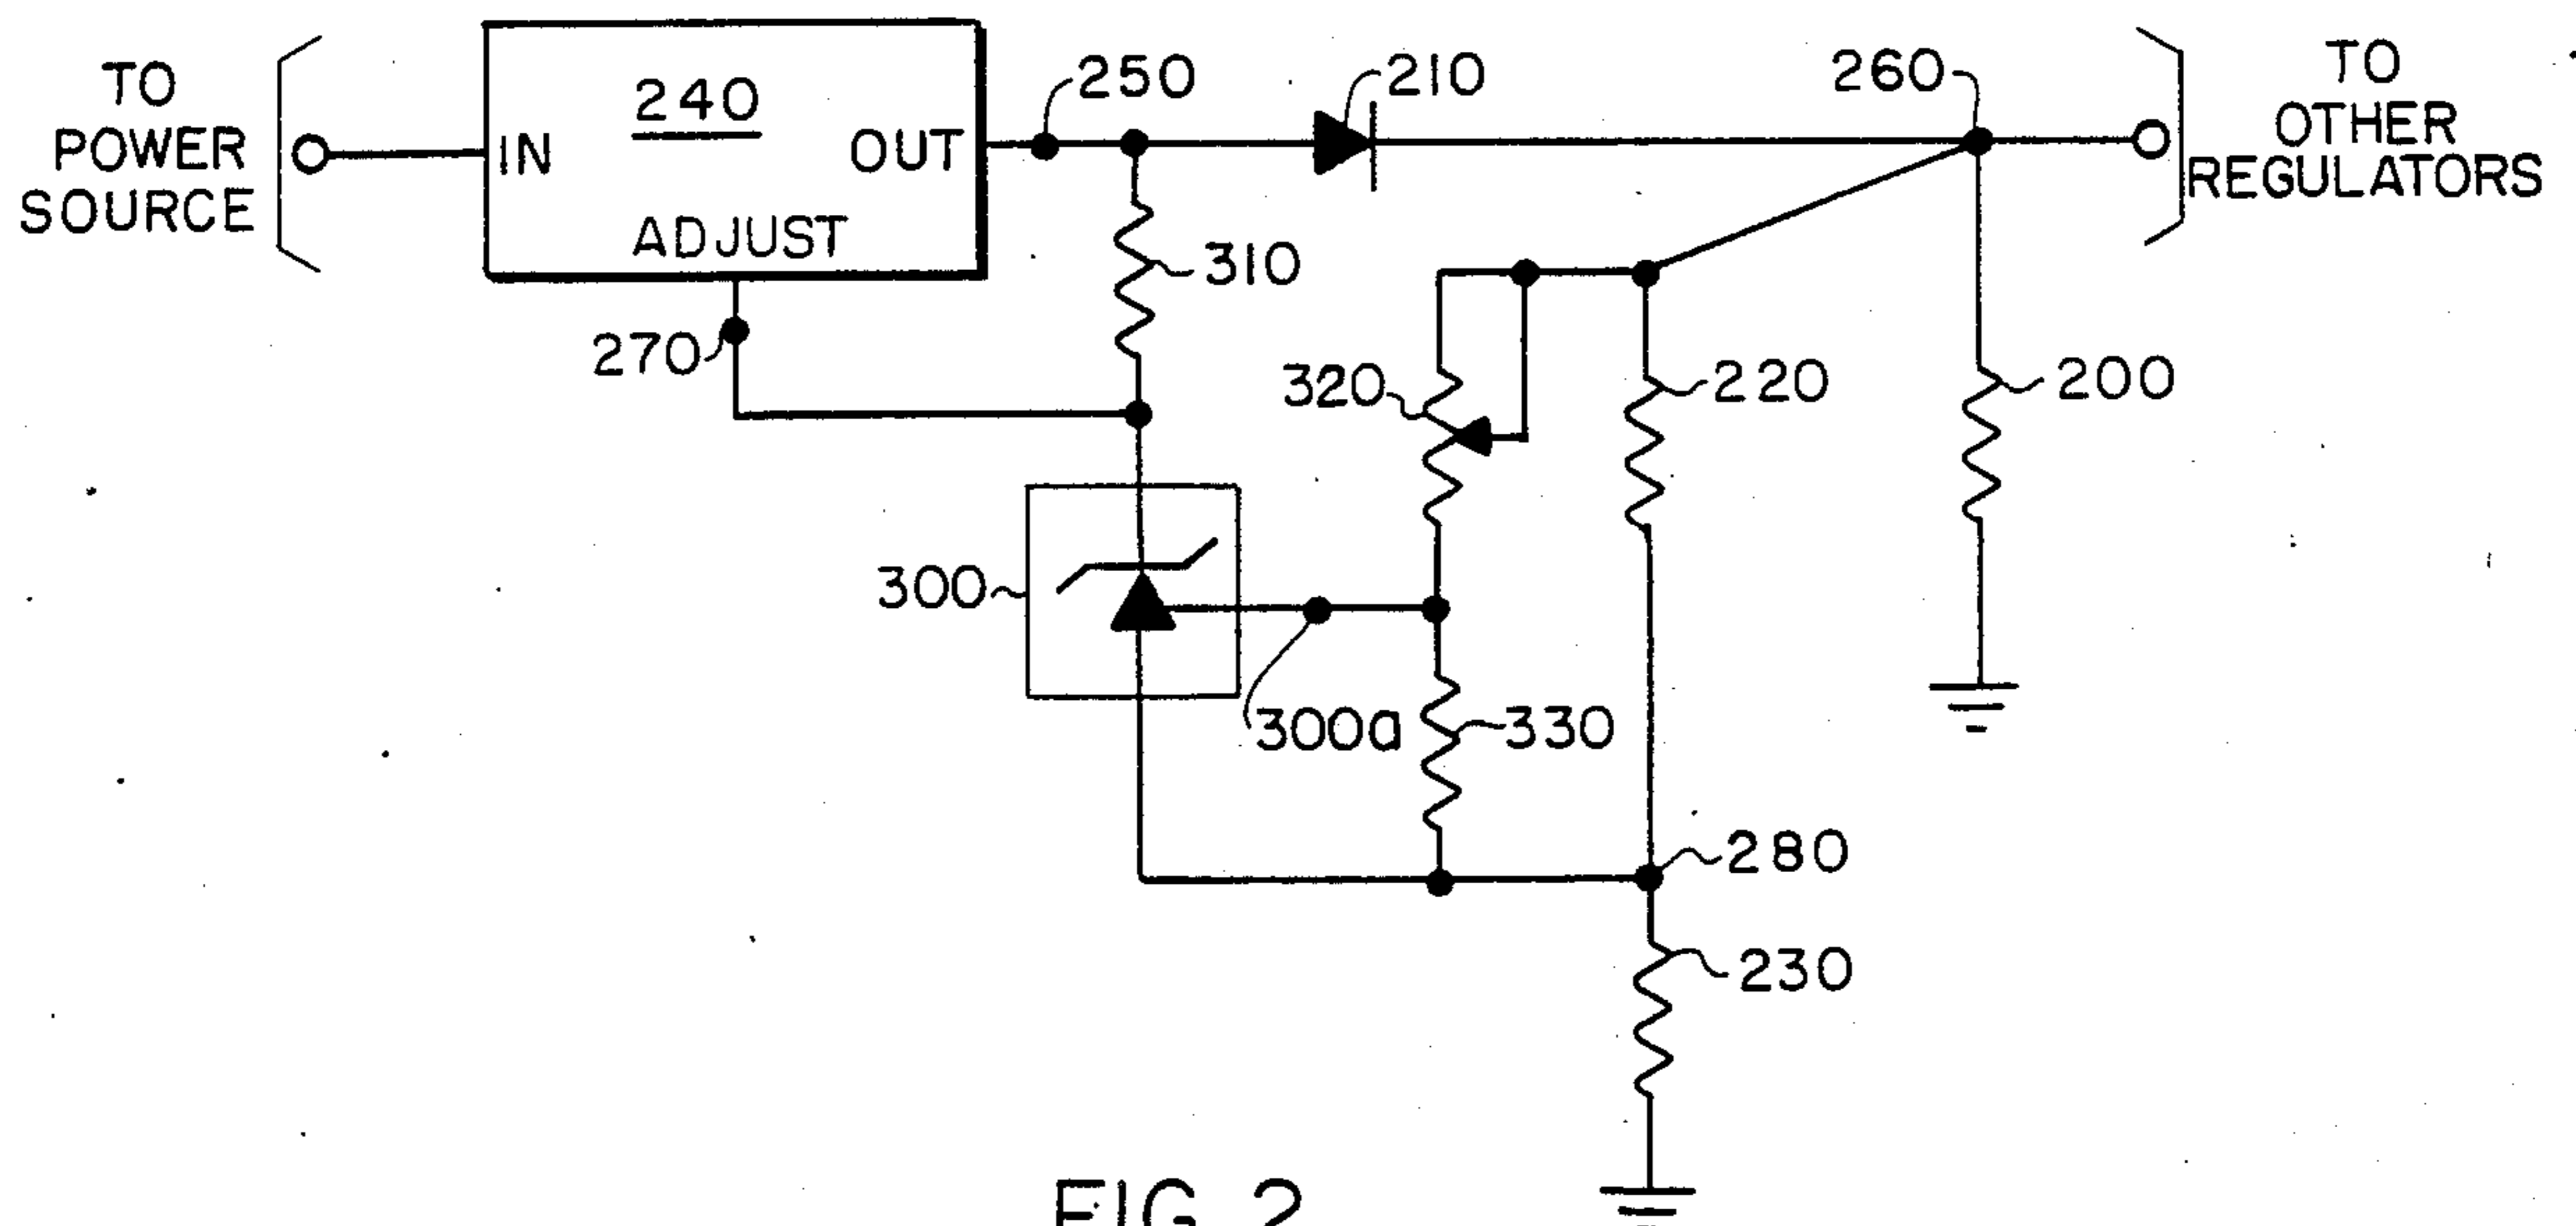 TO
POWER
SOURCE
240
IN
OUT
ADJUST
250
210
260
TO
OTHER
REGULATORS
310
270
320
220
200
300
300a
330
280
230
FIG 2